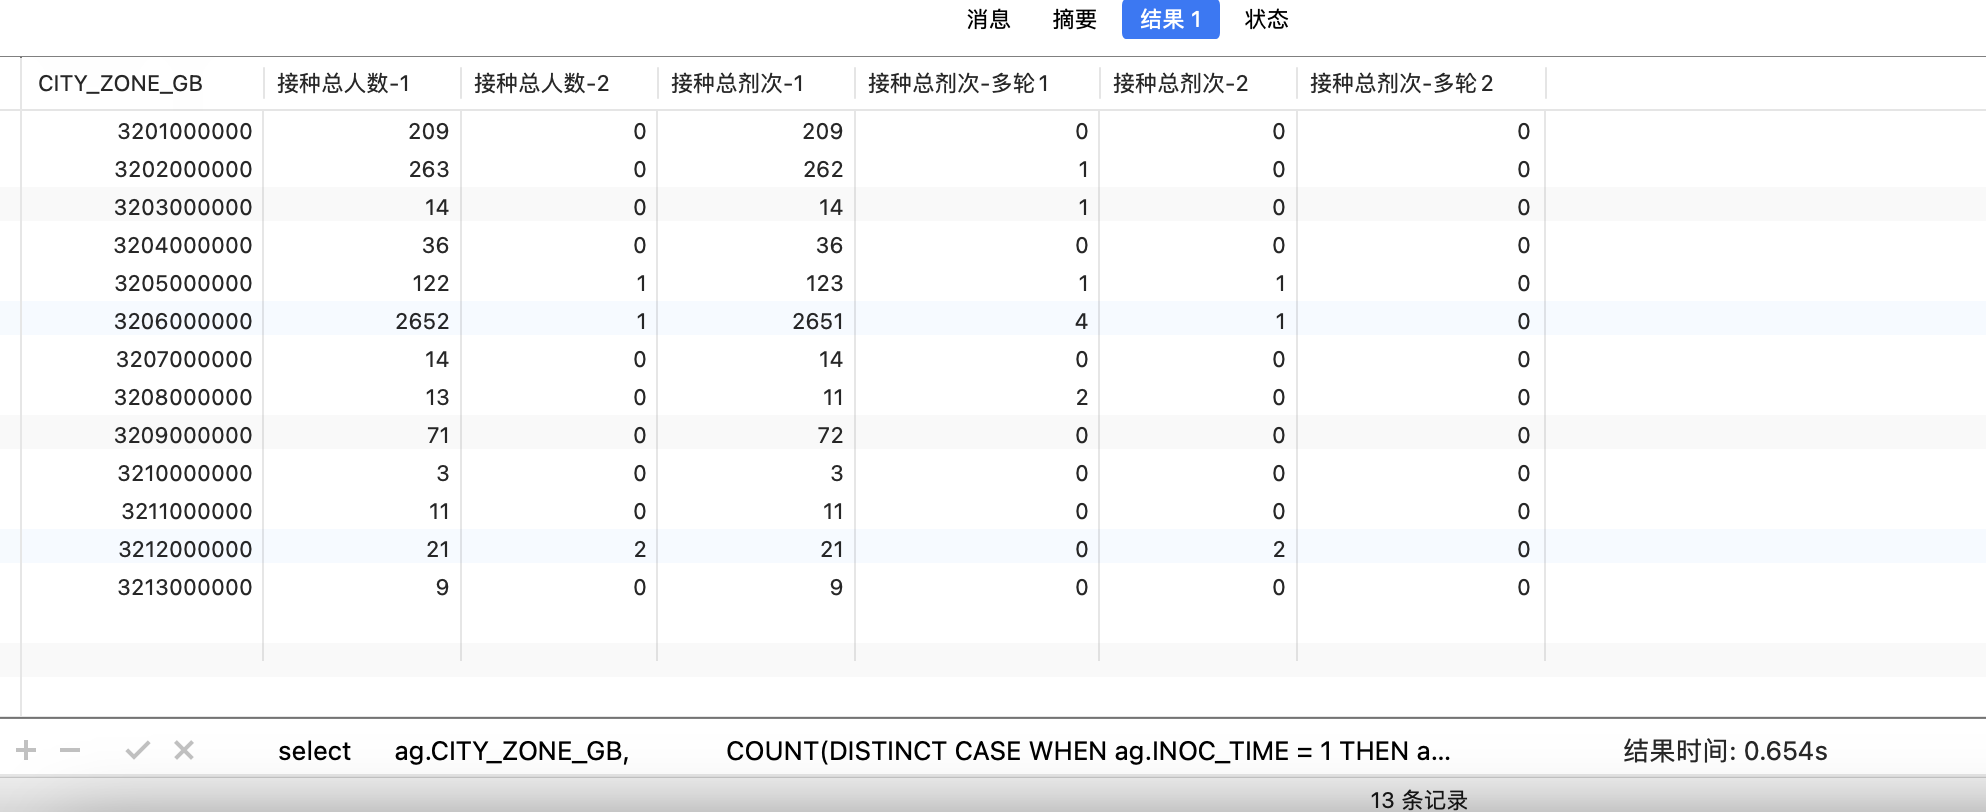 消息 摘要 结果 1 状态
CITY_ZONE_GB 接种总人数-1 接种总人数-2 接种总剂次-1 接种总剂次-多轮1 接种总剂次-2 接种总剂次-多轮2
3201000000 209 0 209 0 0 0
3202000000 263 0 262 1 0 0
3203000000 14 0 14 1 0 0
3204000000 36 0 36 0 0 0
3205000000 122 1 123 1 1 0
3206000000 2652 1 2651 4 1 0
3207000000 14 0 14 0 0 0
3208000000 13 0 11 2 0 0
3209000000 71 0 72 0 0 0
3210000000 3 0 3 0 0 0
3211000000 11 0 11 0 0 0
3212000000 21 2 21 0 2 0
3213000000 9 0 9 0 0 0
select ag.CITY_ZONE_GB, COUNT(DISTINCT CASE WHEN ag.INOC_TIME = 1 THEN a... 结果时间: 0.654s
13 条记录